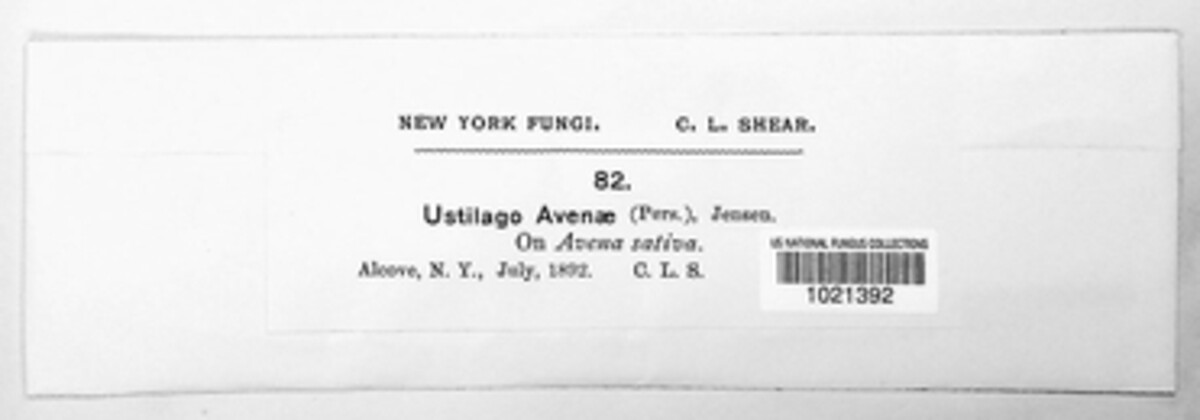 NEW YORK FUNGI. C. L. SHEAR.
82.
Ustilago Avenæ (Pers.), Jensen.
On Avena sativa.
Alcove, N. Y., July, 1892. C. L. S.
US NATIONAL FUNGUS COLLECTIONS
1021392